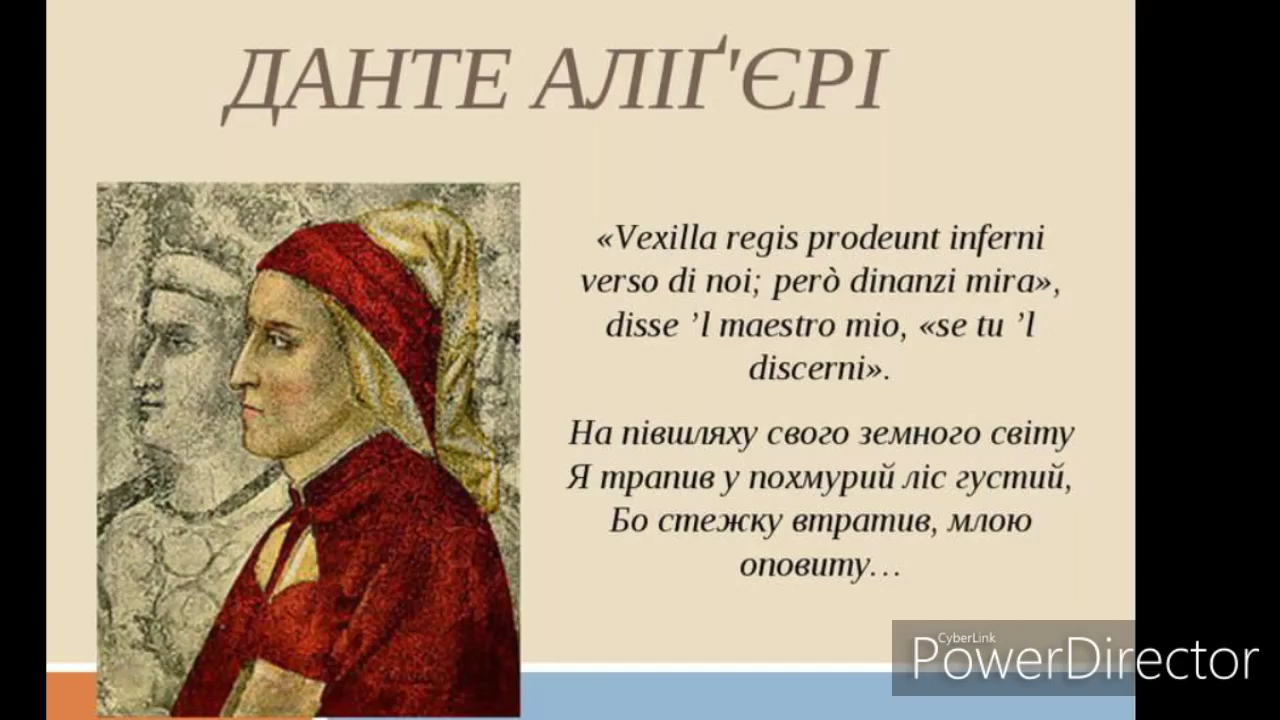 ДАНТЕ АЛІҐ'ЄРІ
«Vexilla regis prodeunt inferni
verso di noi; però dinanzi mira»,
disse ’l maestro mio, «se tu ’l
discerni».
На півшляху свого земного світу
Я трапив у похмурий ліс густий,
Бо стежку втратив, млою
оповиту…
CyberLink
PowerDirector